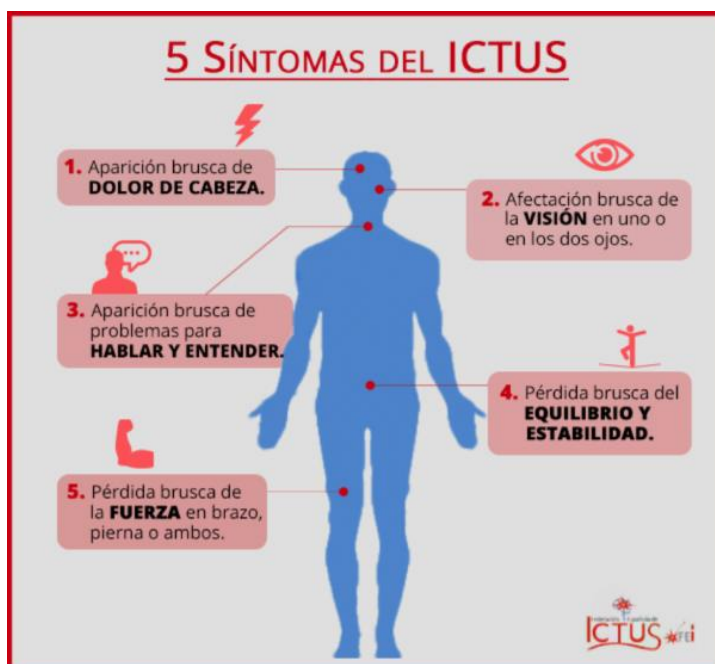 5 SÍNTOMAS DEL ICTUS
1. Aparición brusca de
DOLOR DE CABEZA.
2. Afectación brusca de
la VISIÓN en uno o
en los dos ojos.
3. Aparición brusca de
problemas para
HABLAR Y ENTENDER.
4. Pérdida brusca del
EQUILIBRIO Y
ESTABILIDAD.
5. Pérdida brusca de
la FUERZA en brazo,
pierna o ambos.
ICTUS FEi